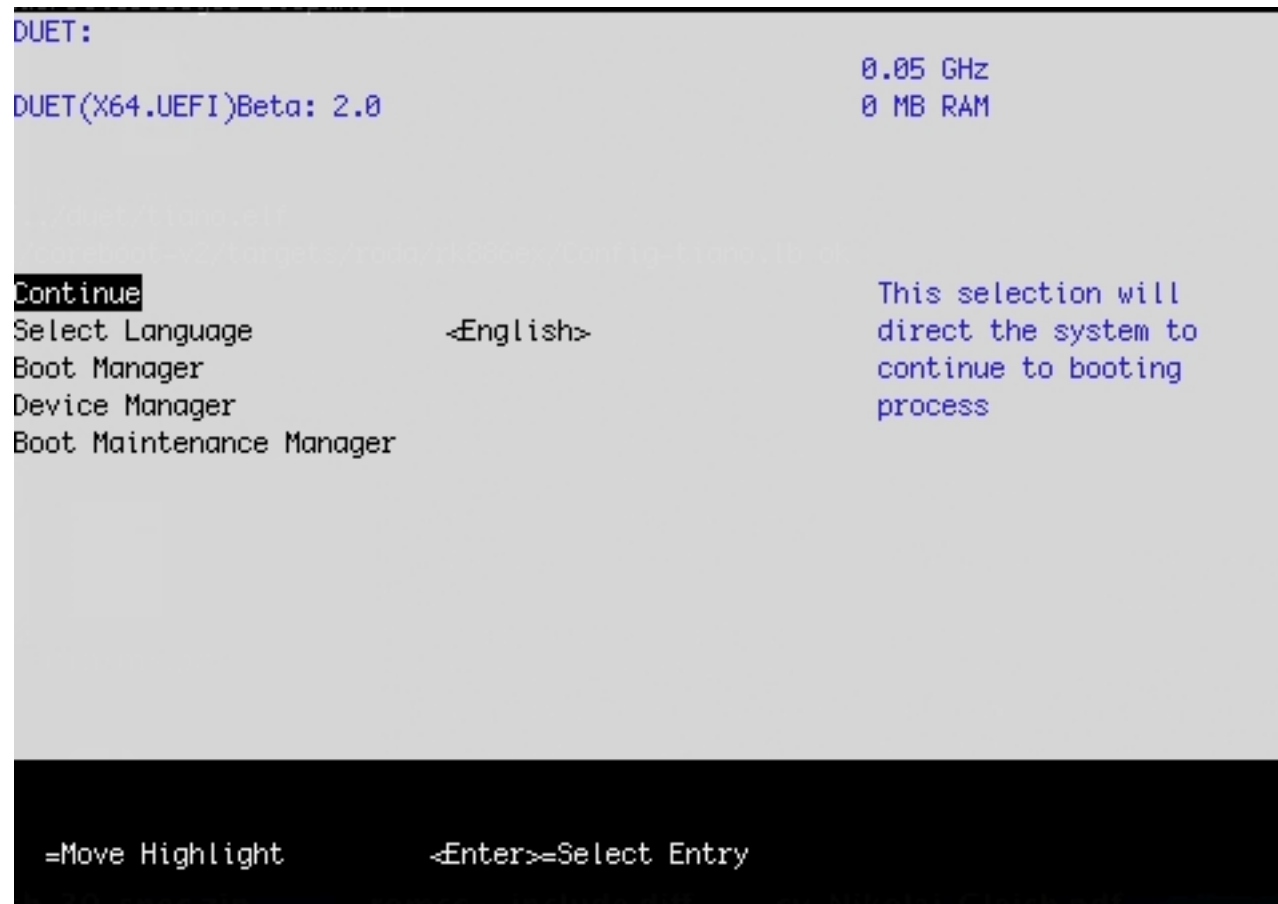 DUET:
0.05 GHz
DUET(X64.UEFI)Beta: 2.0
0 MB RAM
Continue
Select Language <English>
Boot Manager
Device Manager
Boot Maintenance Manager
This selection will
direct the system to
continue to booting
process
=Move Highlight <Enter>=Select Entry